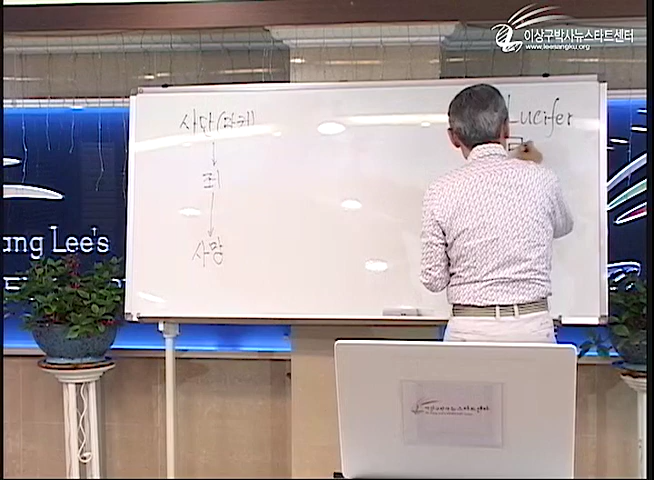 이상구박사뉴스타트센터
www.leesangku.org
사단(마귀)
Lucifer
죄
사망
ang Lee's